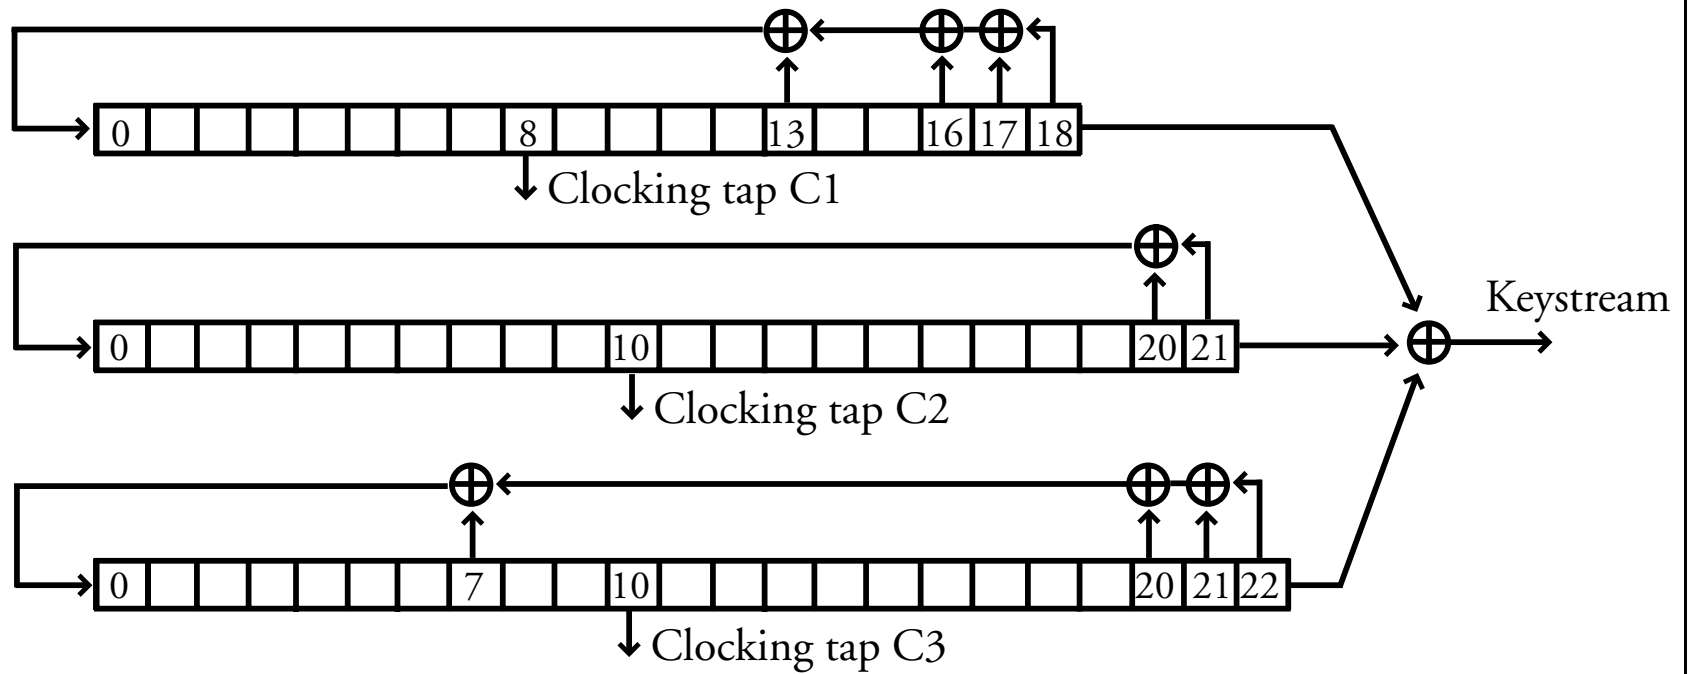 0 8 13 16 17 18
Clocking tap C1
0 10 20 21
Keystream
Clocking tap C2
0 7 10 20 21 22
Clocking tap C3